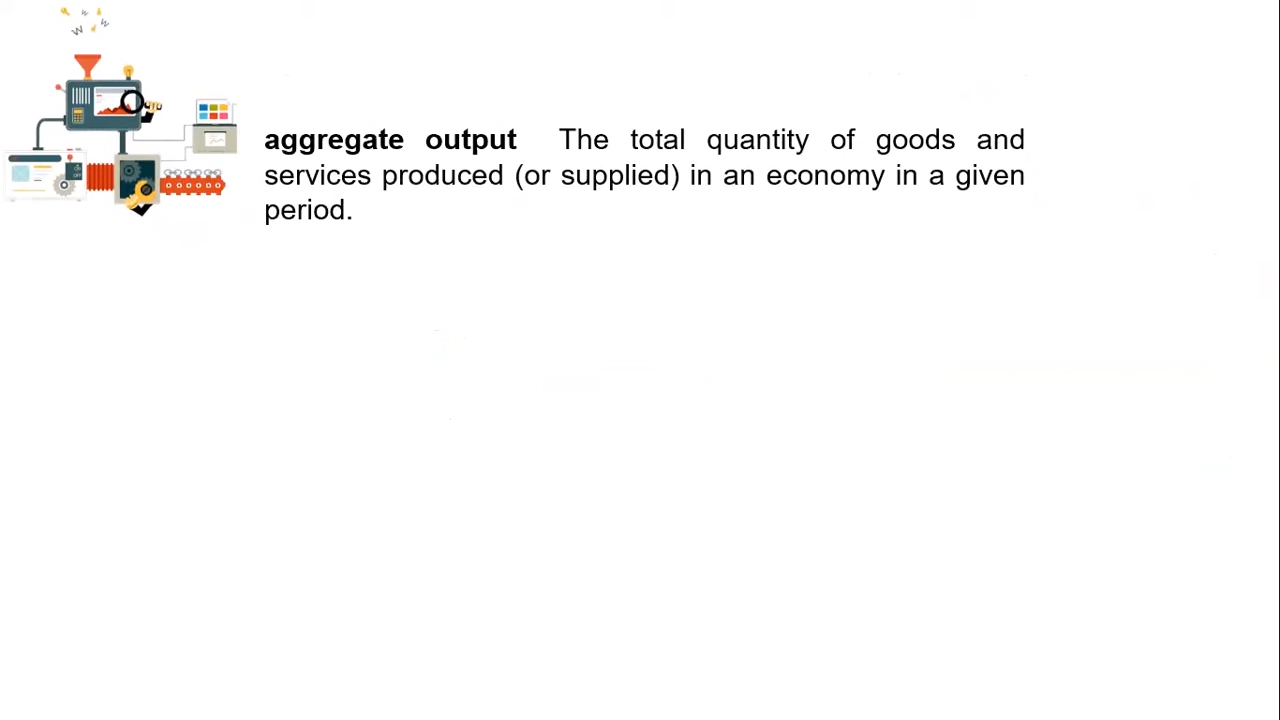 aggregate output The total quantity of goods and
services produced (or supplied) in an economy in a given
period.